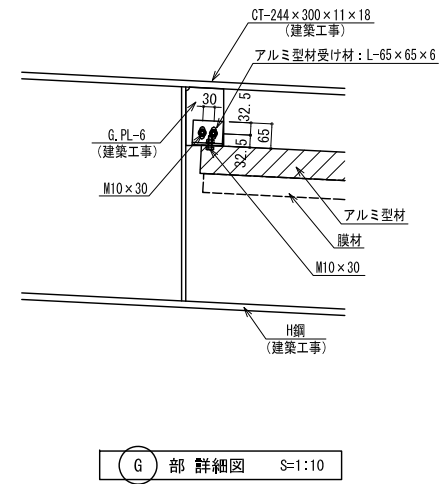 CT-244×300×11×18
(建築工事)
アルミ型材受け材：L-65×65×6
30
32.5
65
32.5
G.PL-6
(建築工事)
M10×30
アルミ型材
膜材
M10×30
H鋼
(建築工事)
G 部 詳細図 S=1:10